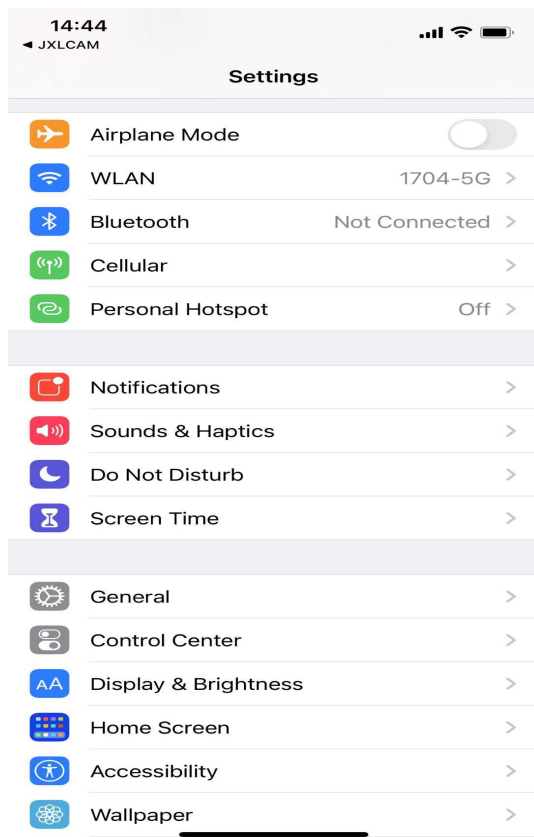 14:44
◄ JXLCAM
Settings
Airplane Mode
WLAN 1704-5G
Bluetooth Not Connected
Cellular
Personal Hotspot Off
Notifications
Sounds & Haptics
Do Not Disturb
Screen Time
General
Control Center
AA Display & Brightness
Home Screen
Accessibility
Wallpaper